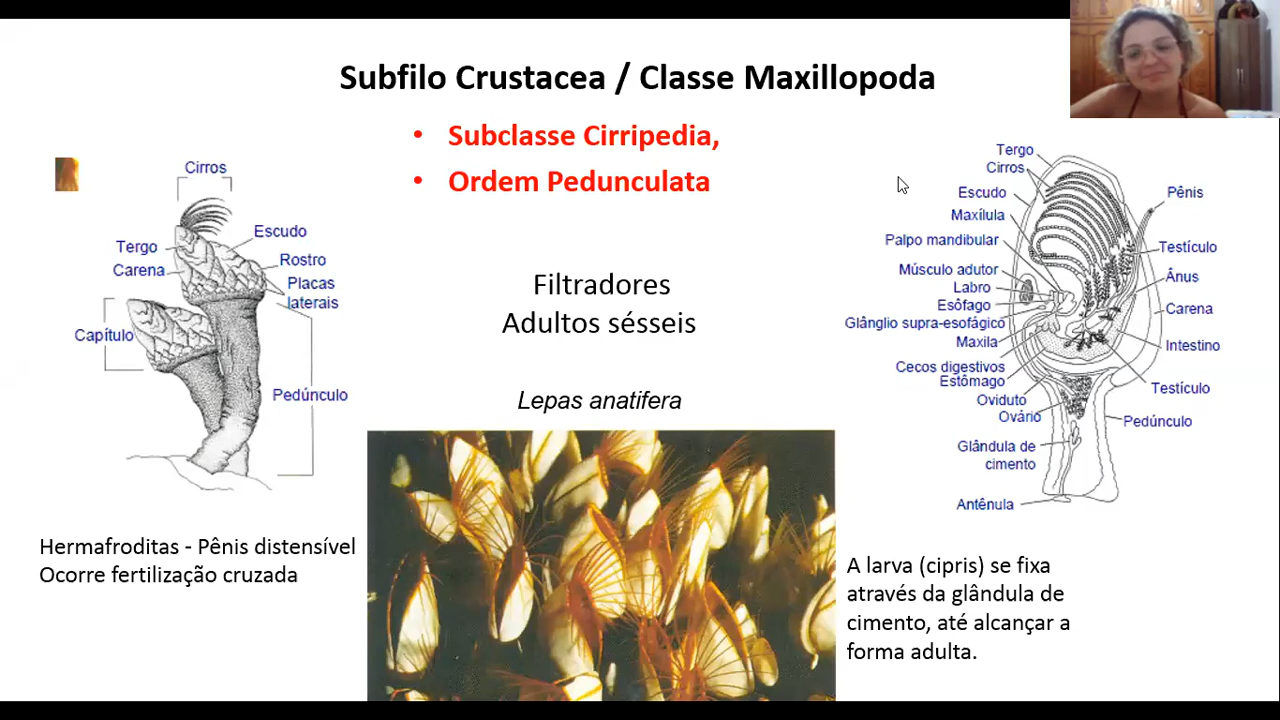 Subfilo Crustacea / Classe Maxillopoda
• Subclasse Cirripedia,
• Ordem Pedunculata
Cirros
Escudo
Tergo
Rostro
Carena
Placas
laterais
Capítulo
Pedúnculo
Filtradores
Adultos sésseis
Lepas anatifera
Tergo
Cirros
Escudo
Maxílula
Palpo mandibular
Músculo adutor
Labro
Esôfago
Glânglio supra-esofágico
Maxila
Cecos digestivos
Estômago
Oviduto
Ovário
Glândula de
cimento
Antênula
Pênis
Testículo
Ânus
Carena
Intestino
Testículo
Pedúnculo
Hermafroditas - Pênis distensível
Ocorre fertilização cruzada
A larva (cipris) se fixa
através da glândula de
cimento, até alcançar a
forma adulta.